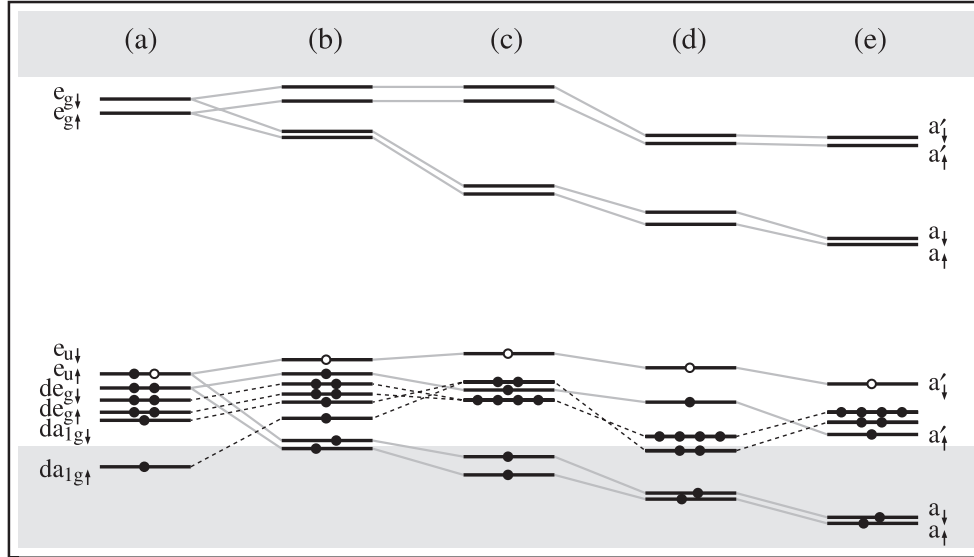 (a) (b) (c) (d) (e)
e_g↓
e_g↑
a′↓
a′↑
a↓
a↑
e_u↓
e_u↑
de_g↓
de_g↑
da_1g↓
da_1g↑
a′↓
a′↑
a↓
a↑